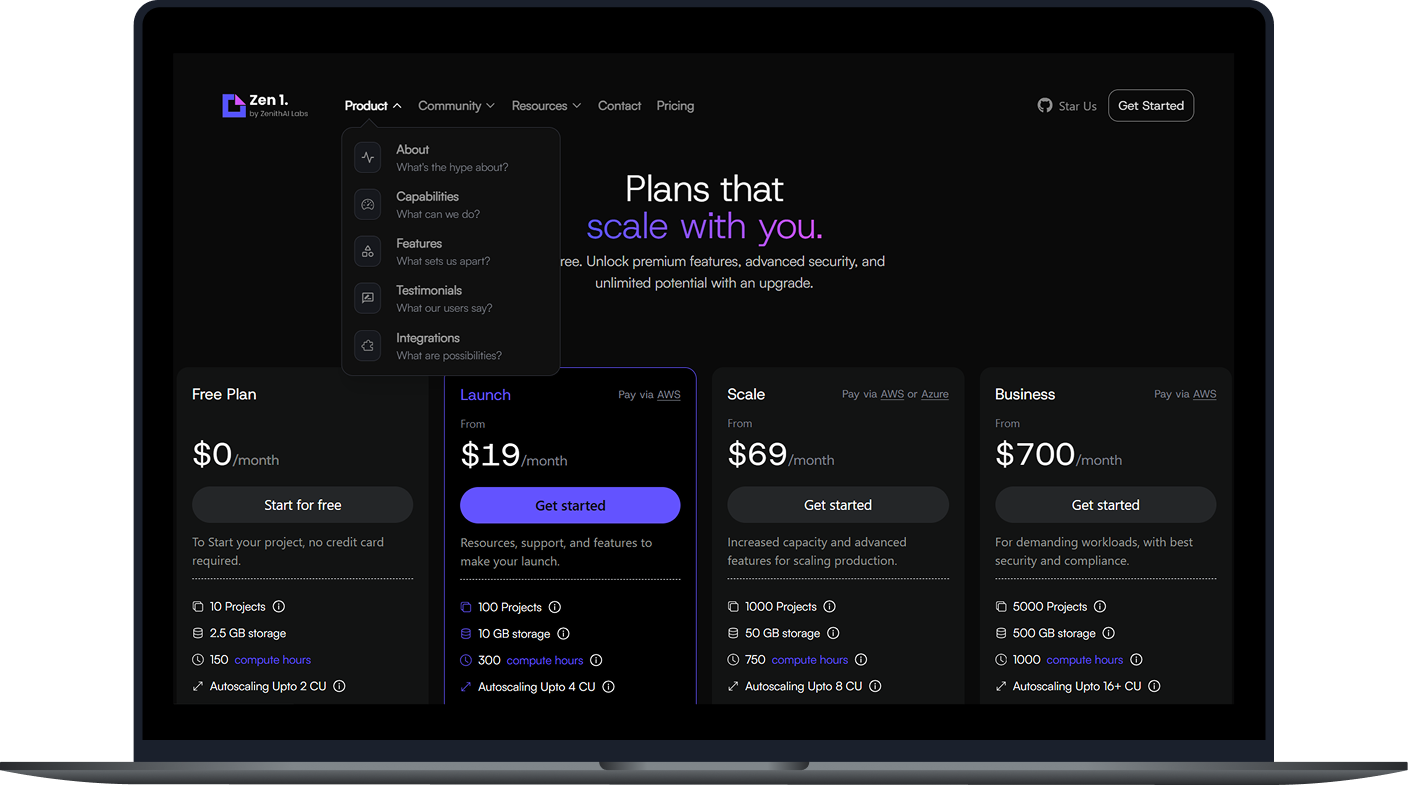 Zen 1.
by ZenithAI Labs
Product
Community
Resources
Contact
Pricing
Star Us
Get Started
About
What's the hype about?
Capabilities
What can we do?
Features
What sets us apart?
Testimonials
What our users say?
Integrations
What are possibilities?
Plans that
scale with you.
ree. Unlock premium features, advanced security, and
unlimited potential with an upgrade.
Free Plan
$0/month
Start for free
To Start your project, no credit card
required.
10 Projects
2.5 GB storage
150 compute hours
Autoscaling Upto 2 CU
Launch
Pay via AWS
From
$19/month
Get started
Resources, support, and features to
make your launch.
100 Projects
10 GB storage
300 compute hours
Autoscaling Upto 4 CU
Scale
Pay via AWS or Azure
From
$69/month
Get started
Increased capacity and advanced
features for scaling production.
1000 Projects
50 GB storage
750 compute hours
Autoscaling Upto 8 CU
Business
Pay via AWS
From
$700/month
Get started
For demanding workloads, with best
security and compliance.
5000 Projects
500 GB storage
1000 compute hours
Autoscaling Upto 16+ CU